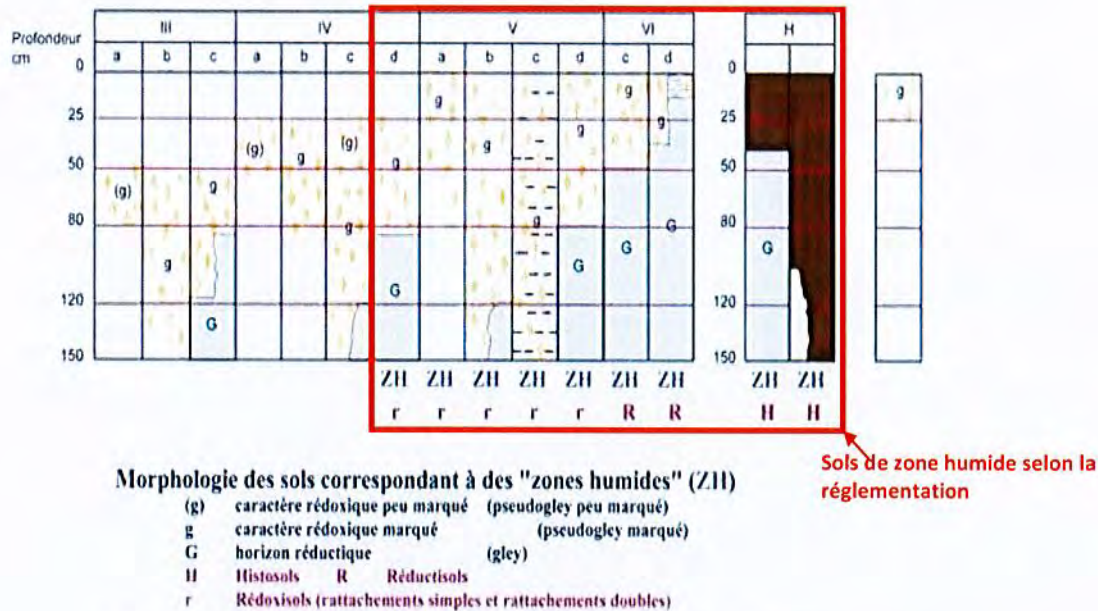 Profondeur
cm
III IV V VI H
a b c a b c d a b c d c d
0 0
g g g
25 25
(g) g (g) g g g g
50 50
(g) g g g
80 80
g G G G G
g G
G
120 120
G
150 150
ZH ZH ZH ZH ZH ZH ZH ZH ZH
r r r r r R R H H
Sols de zone humide selon la
réglementation
Morphologie des sols correspondant à des "zones humides" (ZH)
(g) caractère rédoxique peu marqué (pseudogley peu marqué)
g caractère rédoxique marqué (pseudogley marqué)
G horizon réductique (gley)
H Histosols R Réductisols
r Rédoxisols (rattachements simples et rattachements doubles)